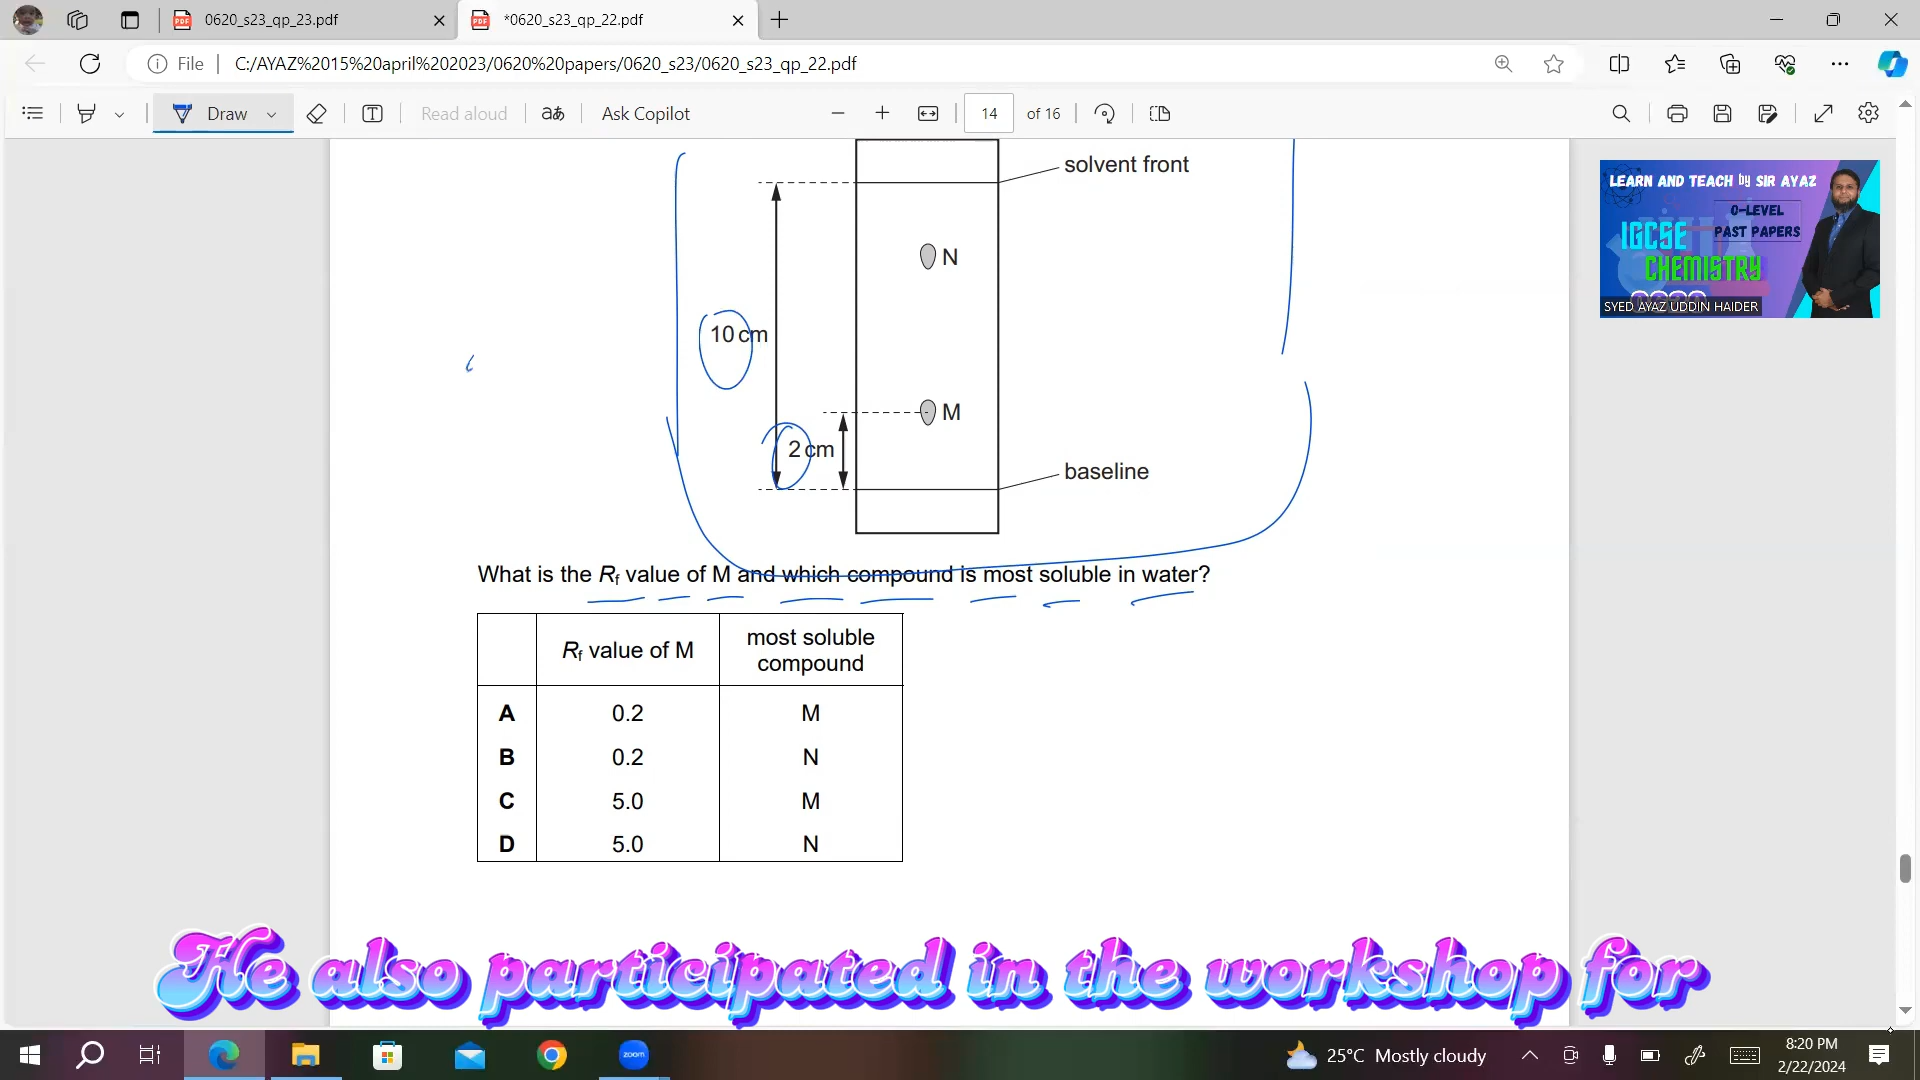 0620_s23_qp_23.pdf
*0620_s23_qp_22.pdf
File
C:/AYAZ%2015%20april%202023/0620%20papers/0620_s23/0620_s23_qp_22.pdf
Draw
Read aloud
aあ
Ask Copilot
14 of 16
solvent front
N
10 cm
M
2 cm
baseline
What is the Rf value of M and which compound is most soluble in water?
Rf value of M most soluble compound
A 0.2 M
B 0.2 N
C 5.0 M
D 5.0 N
LEARN AND TEACH by SIR AYAZ
O-LEVEL
PAST PAPERS
IGCSE
CHEMISTRY
SYED AYAZ UDDIN HAIDER
He also participated in the workshop for
zoom
25°C Mostly cloudy
8:20 PM
2/22/2024